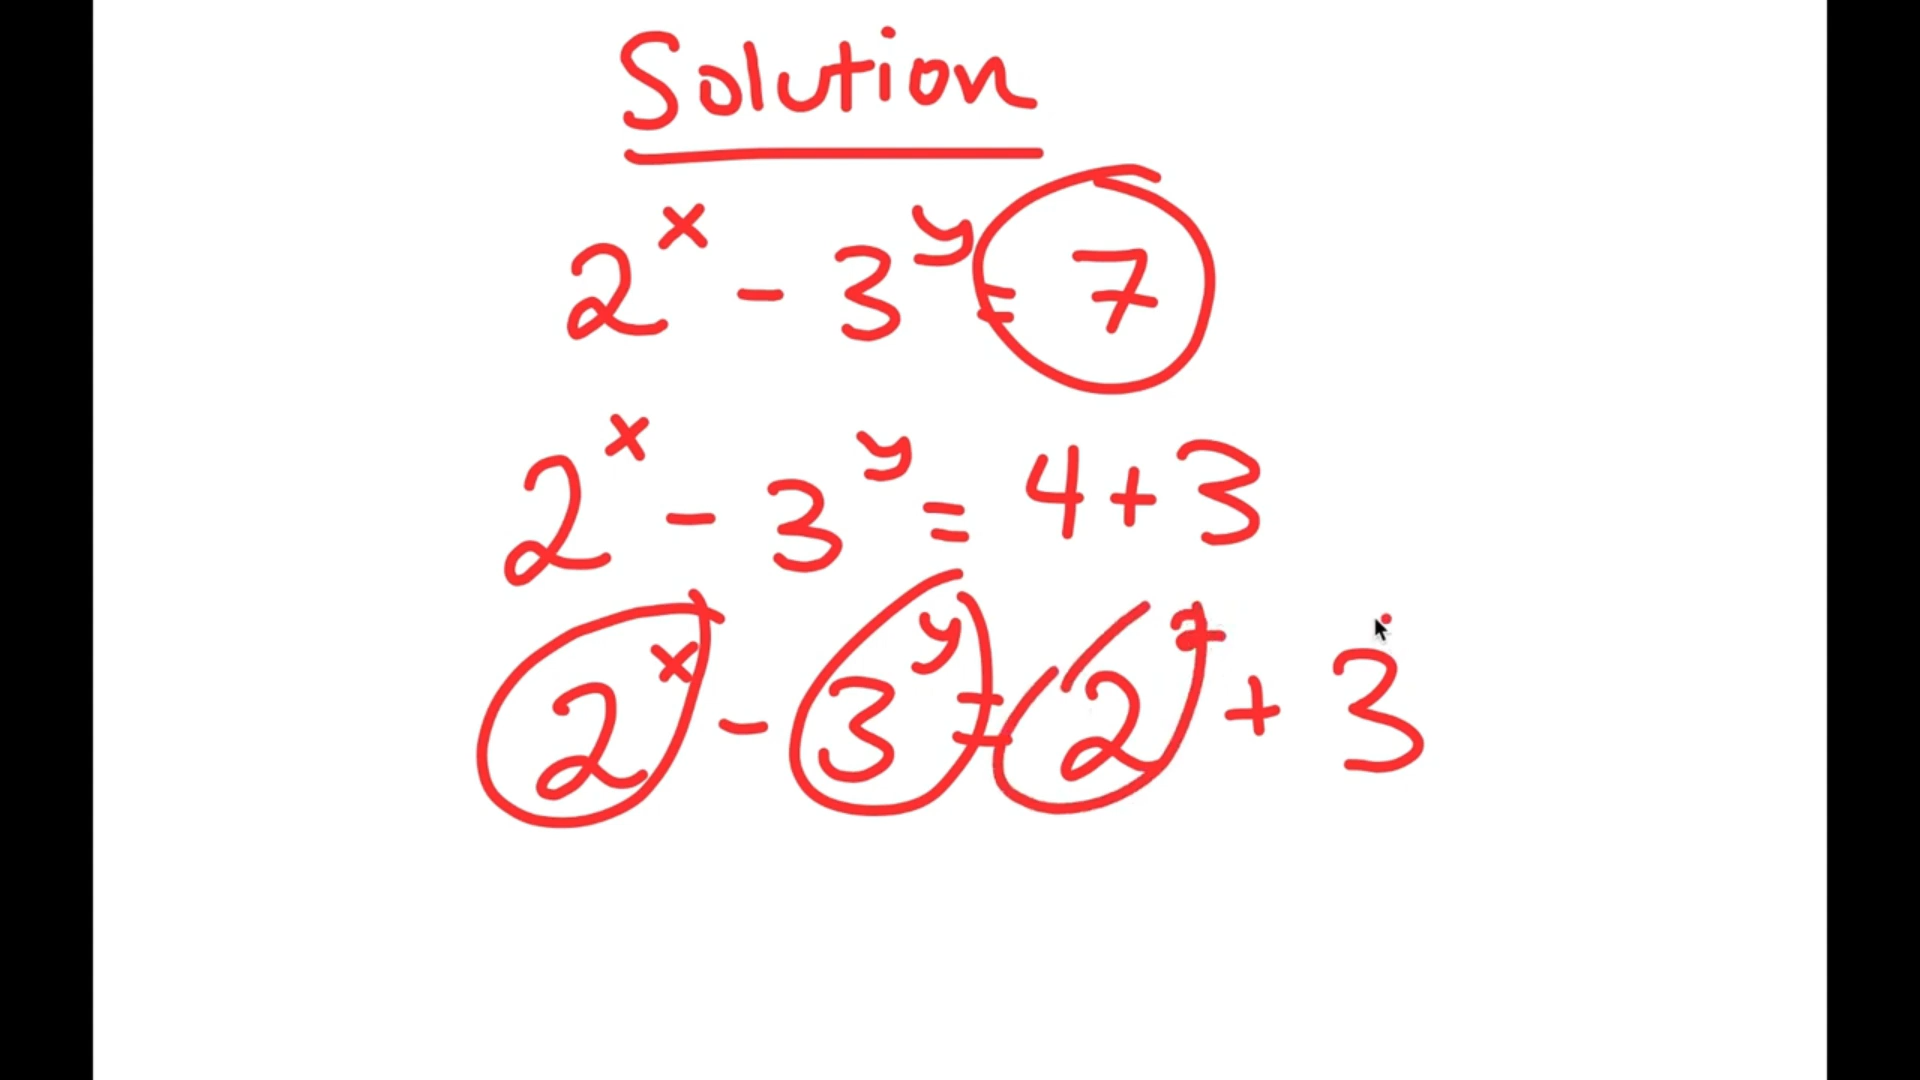 Solution
2^x - 3^y = 7
2^x - 3^y = 4 + 3
2^x - 3^y = 2^2 + 3